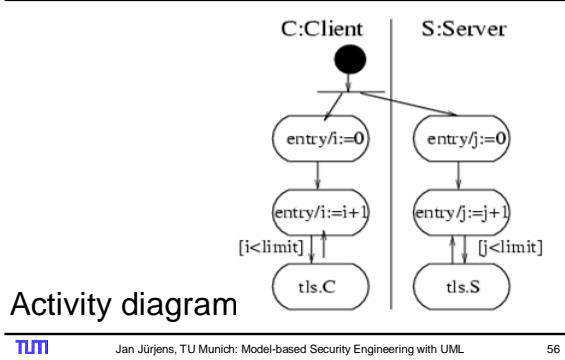 C:Client S:Server
entry/i:=0 entry/j:=0
entry/i:=i+1 entry/j:=j+1
[i<limit] [j<limit]
tls.C tls.S
Activity diagram
TUM Jan Jürjens, TU Munich: Model-based Security Engineering with UML 56